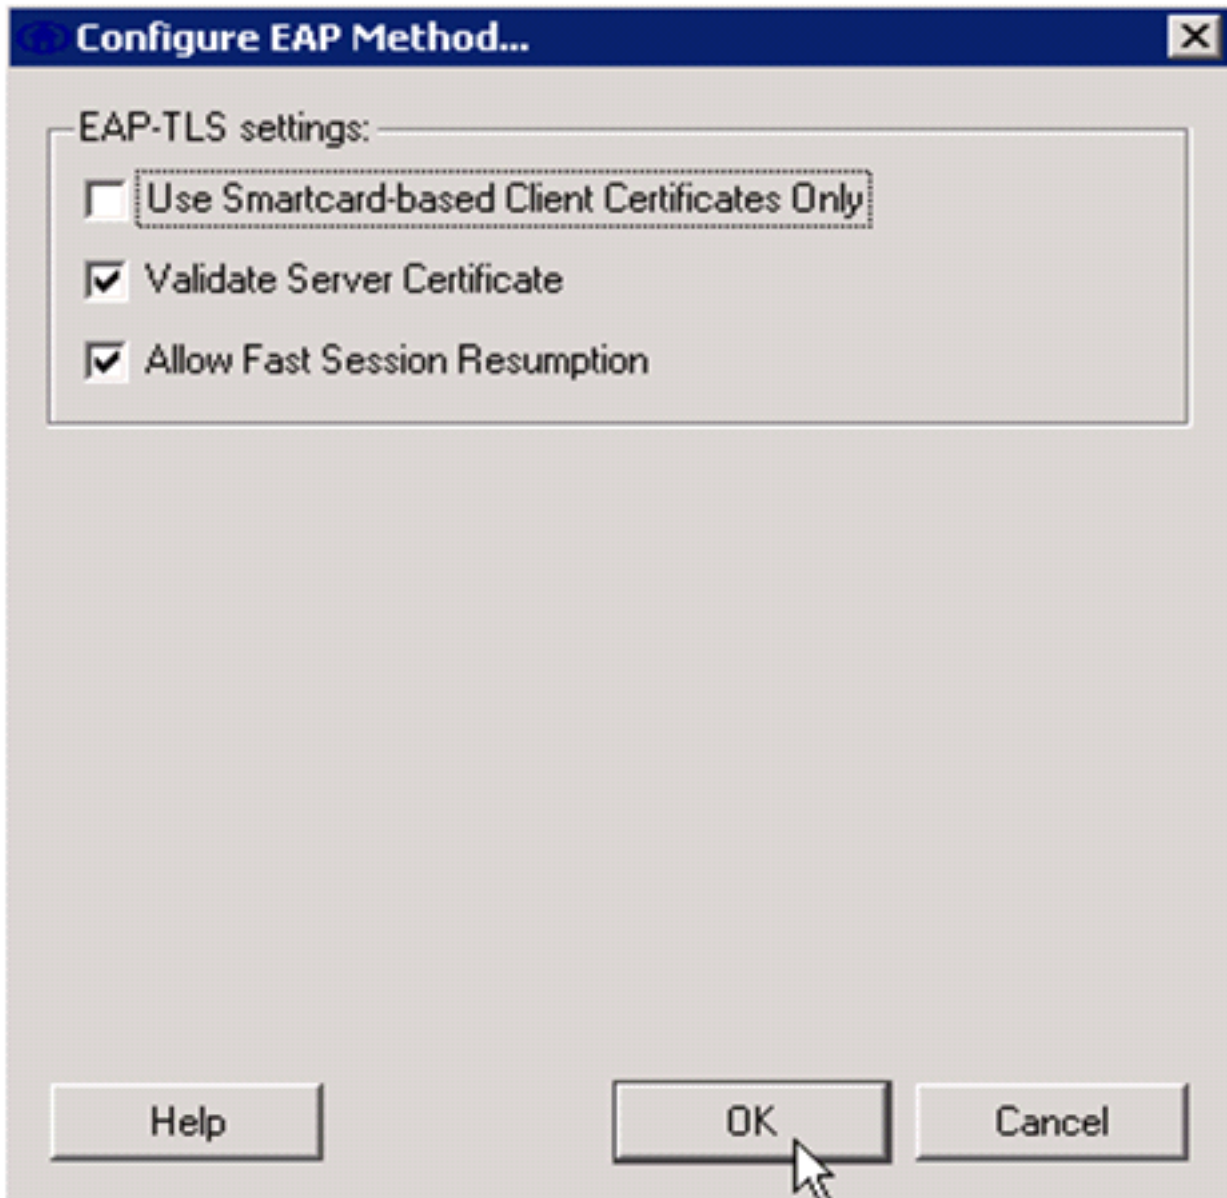 Configure EAP Method...
EAP-TLS settings:
Use Smartcard-based Client Certificates Only
Validate Server Certificate
Allow Fast Session Resumption
Help OK Cancel